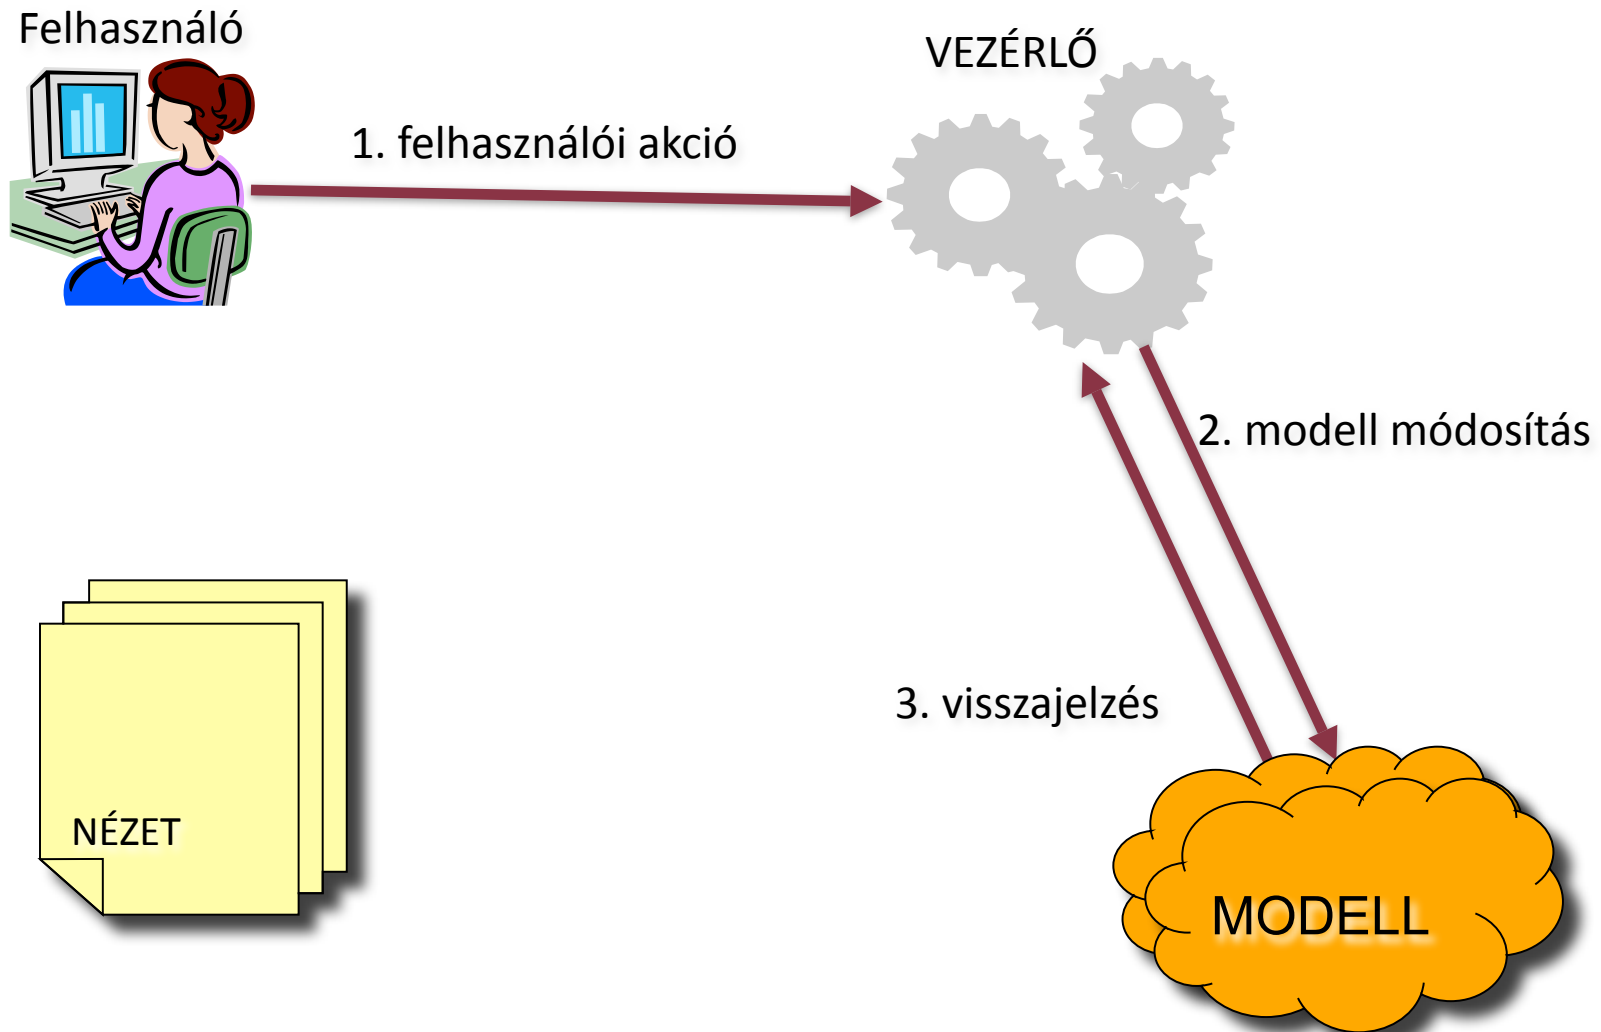 Felhasználó
VEZÉRLŐ
1. felhasználói akció
2. modell módosítás
3. visszajelzés
NÉZET
MODELL